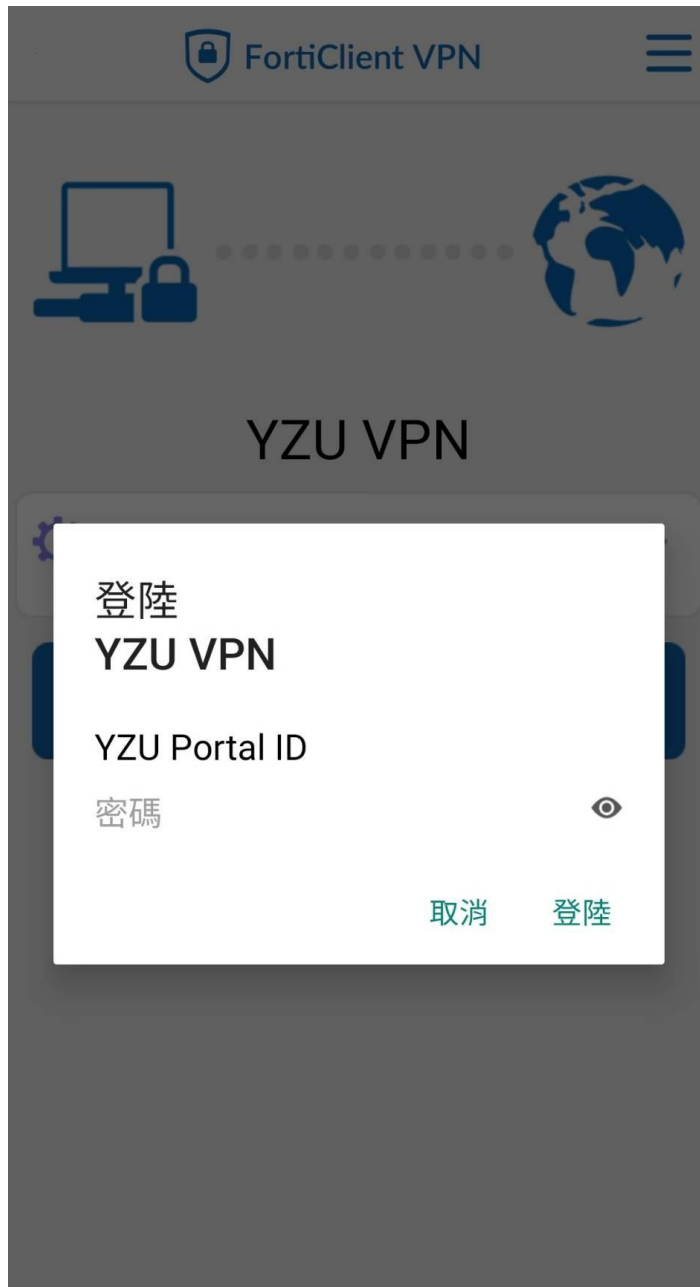 FortiClient VPN
YZU VPN
登陸
YZU VPN
YZU Portal ID
密碼
取消 登陸